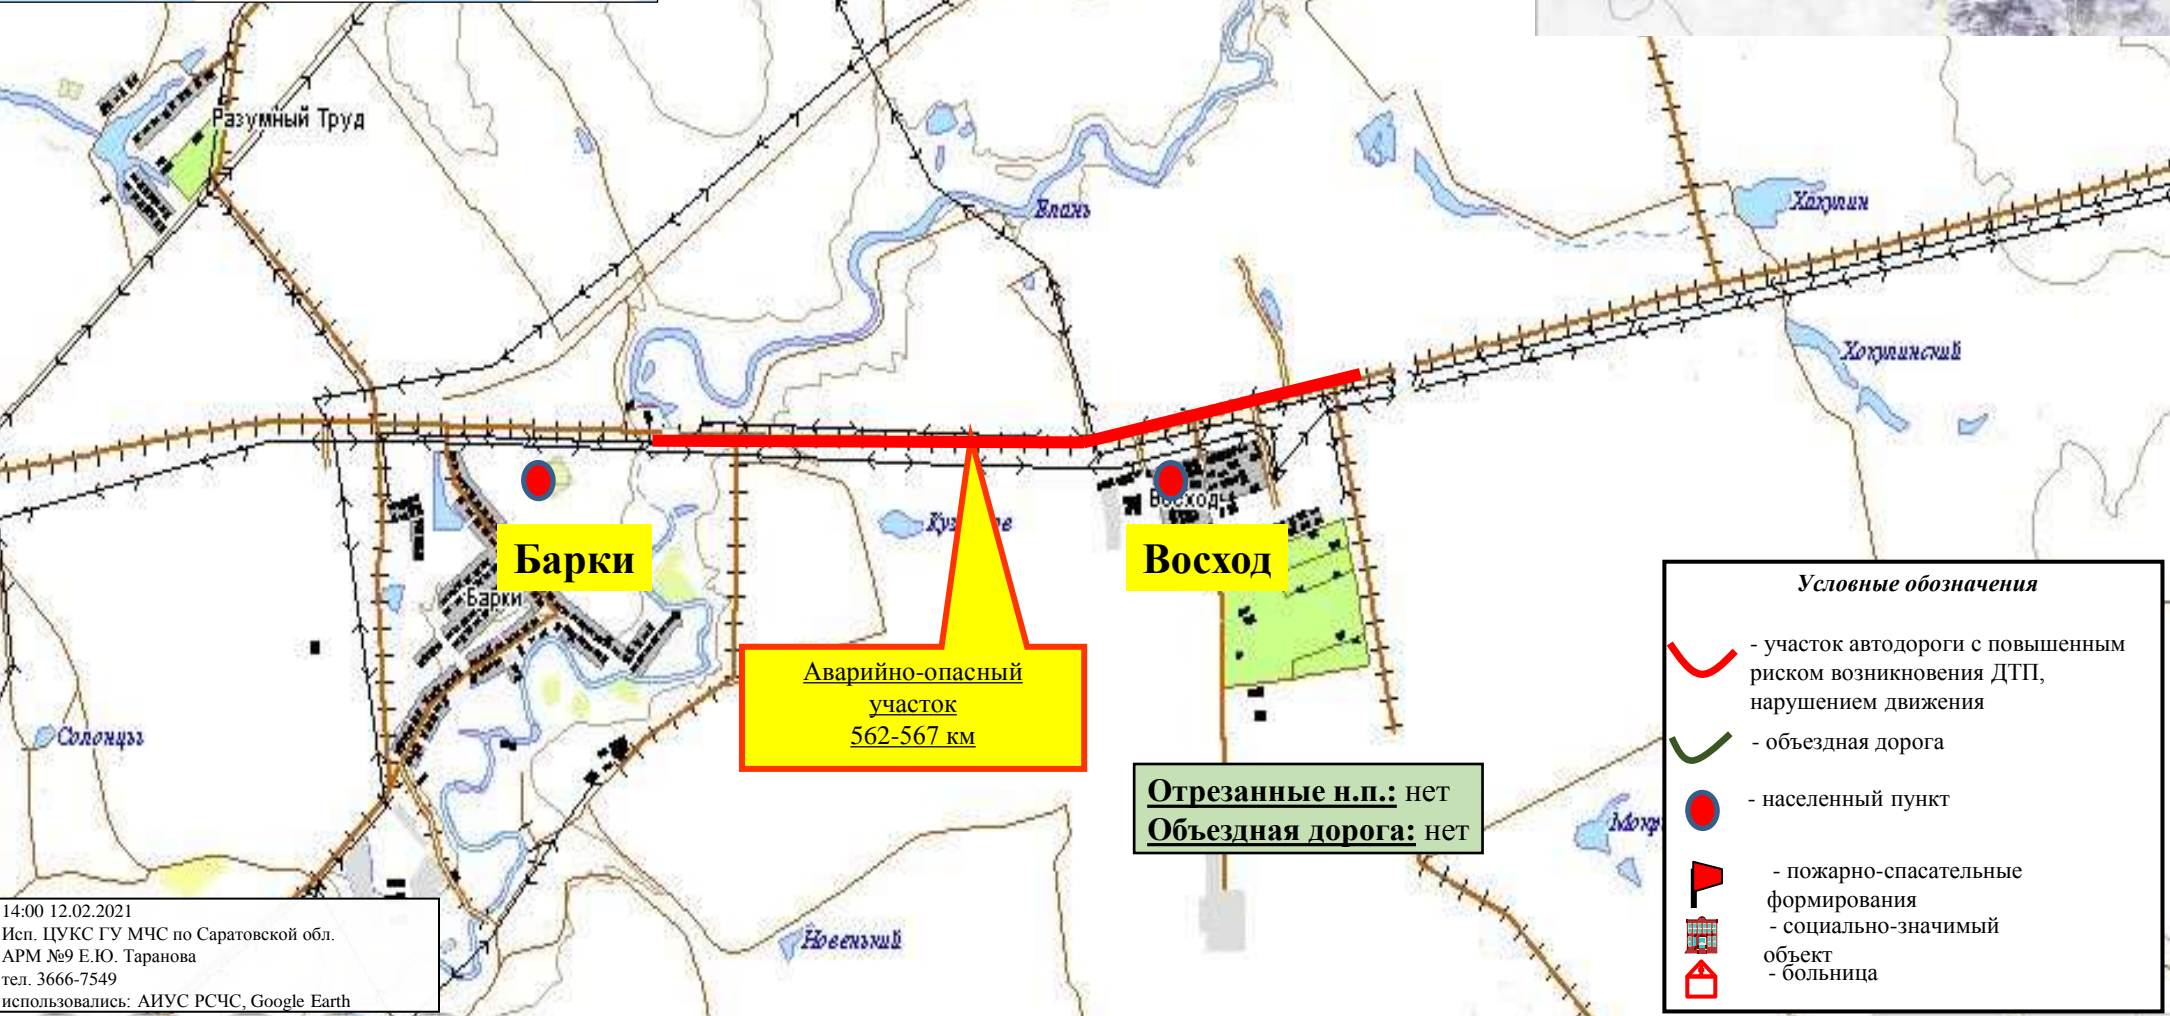 Разумный Труд
Елань
Хакупин
Хокупинский
Барки
Восход
Восход
Барки
Солонцы
Аварийно-опасный
участок
562-567 км
Отрезанные н.п.: нет
Объездная дорога: нет
Новенький
Условные обозначения
- участок автодороги с повышенным
риском возникновения ДТП,
нарушением движения
- объездная дорога
- населенный пункт
- пожарно-спасательные
формирования
- социально-значимый
объект
- больница
14:00 12.02.2021
Исп. ЦУКС ГУ МЧС по Саратовской обл.
АРМ №9 Е.Ю. Таранова
тел. 3666-7549
использовались: АИУС РСЧС, Google Earth